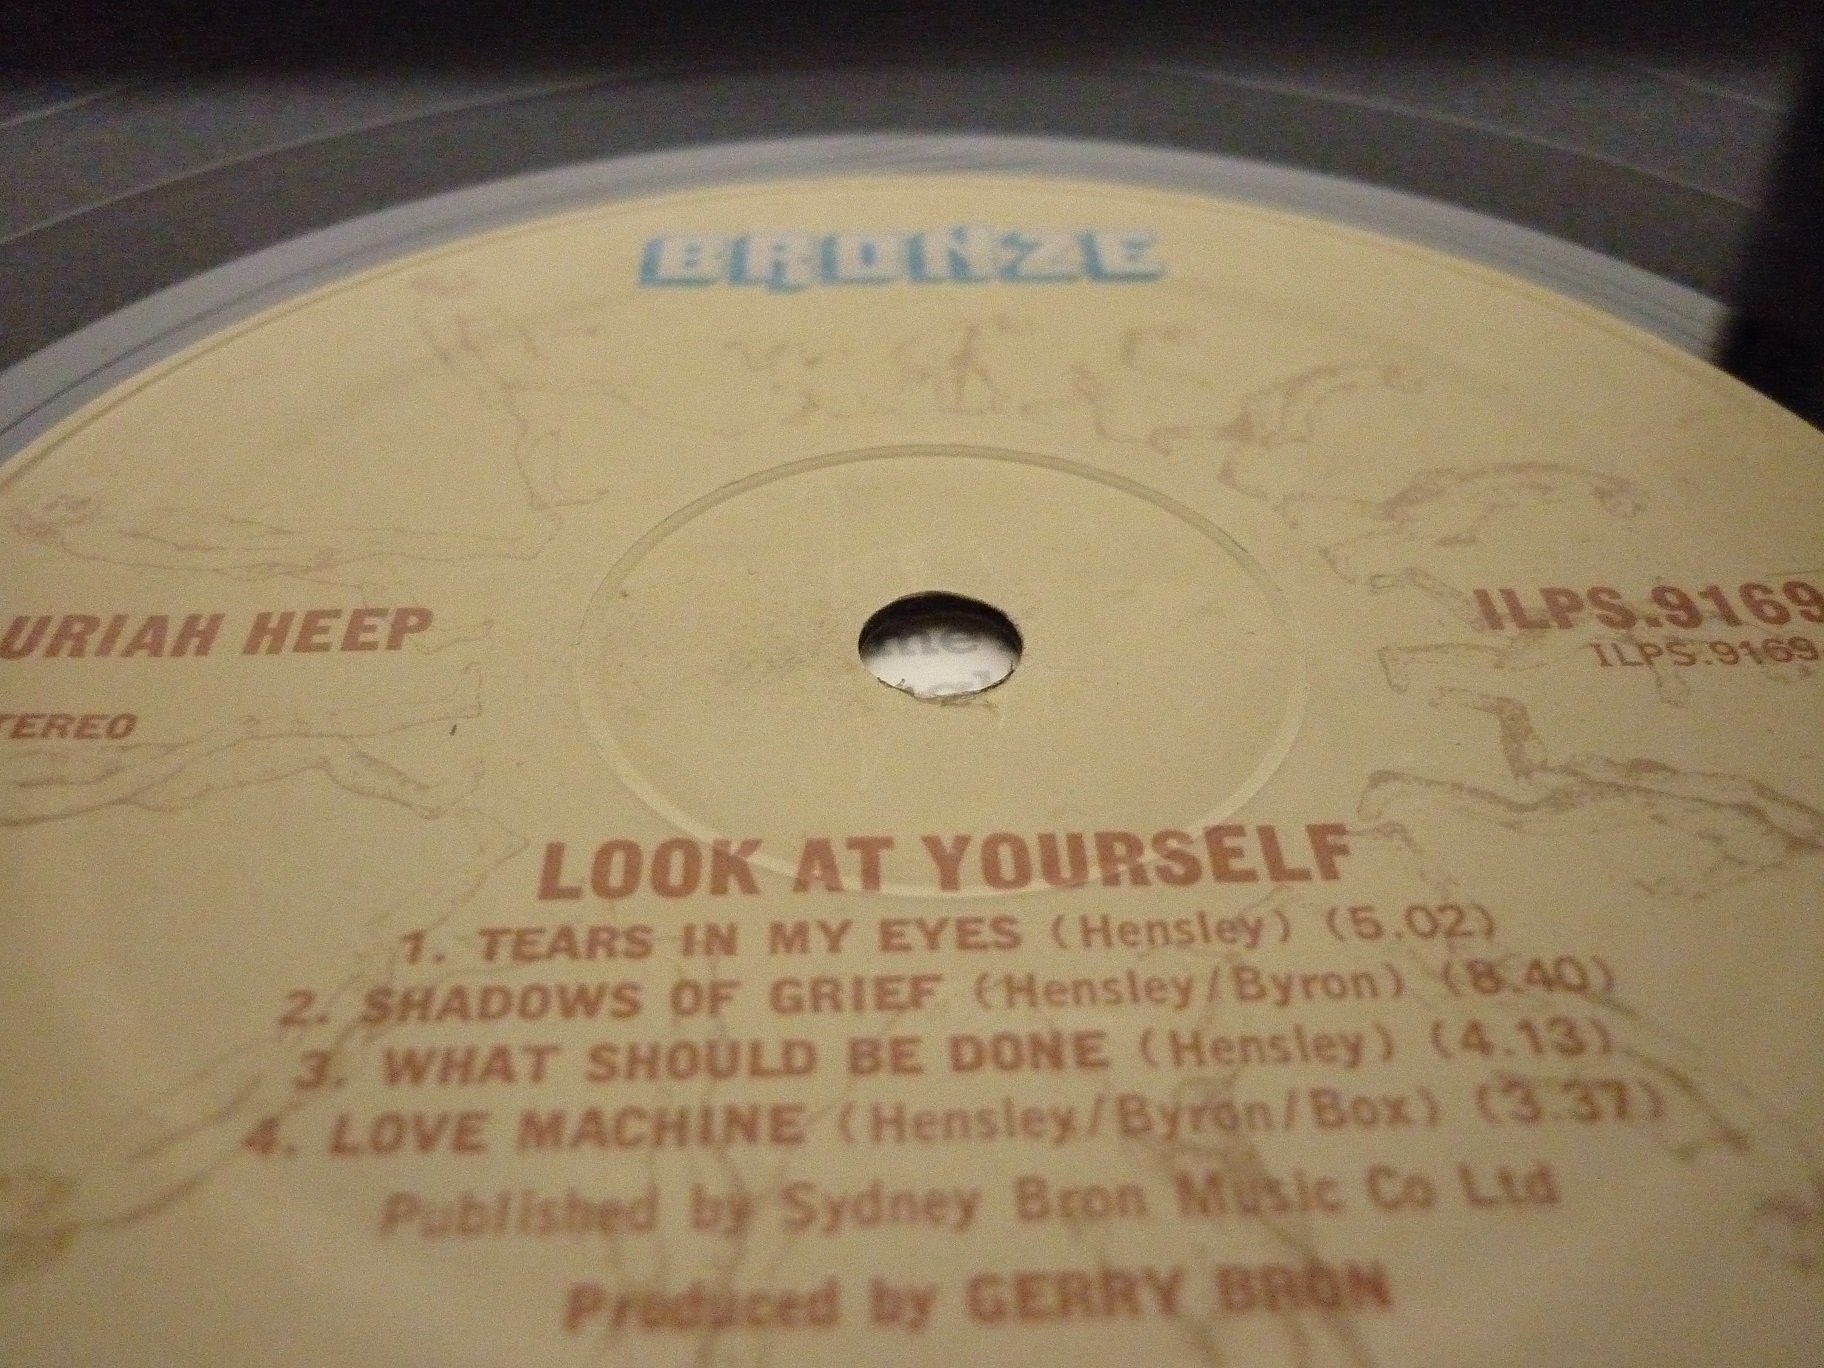 BRONZE
URIAH HEEP
ILPS.9169
ILPS.9169
TEREO
LOOK AT YOURSELF
1. TEARS IN MY EYES (Hensley) (5.02)
2. SHADOWS OF GRIEF (Hensley/Byron) (8.40)
3. WHAT SHOULD BE DONE (Hensley) (4.13)
4. LOVE MACHINE (Hensley/Byron/Box) (3.37)
Published by Sydney Bron Music Co Ltd
Produced by GERRY BRON